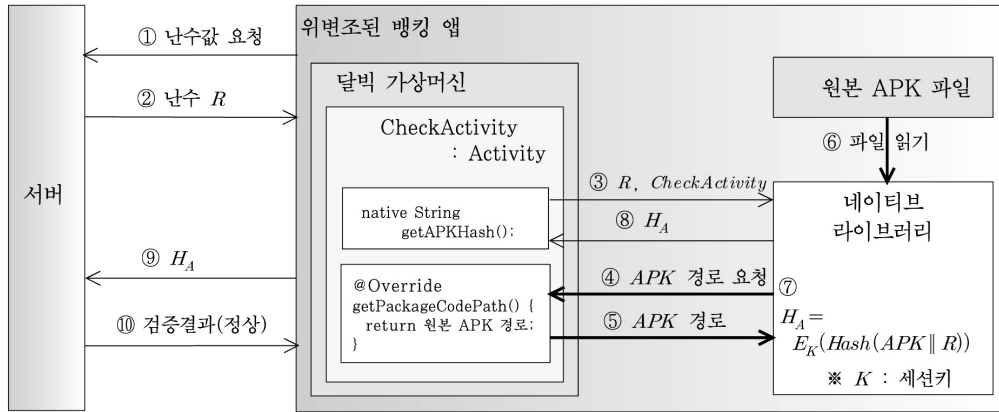 ① 난수값 요청
위변조된 뱅킹 앱
② 난수 R
달빅 가상머신
원본 APK 파일
CheckActivity
: Activity
⑥ 파일 읽기
서버
③ R, CheckActivity
네이티브
라이브러리
native String
getAPKHash();
⑧ H_A
⑨ H_A
@Override
getPackageCodePath() {
return 원본 APK 경로;
}
④ APK 경로 요청
⑦
⑤ APK 경로
H_A =
E_K(Hash(APK ∥ R))
⑩ 검증결과(정상)
※ K : 세션키